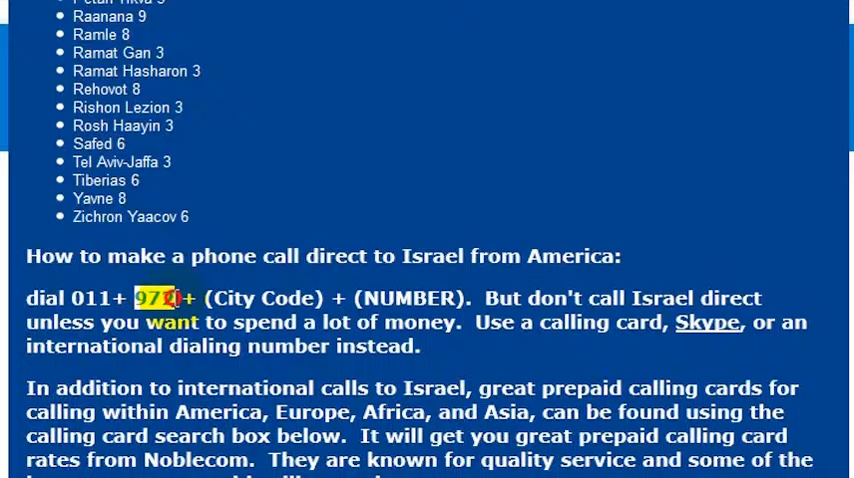 Raanana 9
Ramle 8
Ramat Gan 3
Ramat Hasharon 3
Rehovot 8
Rishon Lezion 3
Rosh Haayin 3
Safed 6
Tel Aviv-Jaffa 3
Tiberias 6
Yavne 8
Zichron Yaacov 6
How to make a phone call direct to Israel from America:
dial 011+ 972+ (City Code) + (NUMBER). But don't call Israel direct
unless you want to spend a lot of money. Use a calling card, Skype, or an
international dialing number instead.
In addition to international calls to Israel, great prepaid calling cards for
calling within America, Europe, Africa, and Asia, can be found using the
calling card search box below. It will get you great prepaid calling card
rates from Noblecom. They are known for quality service and some of the